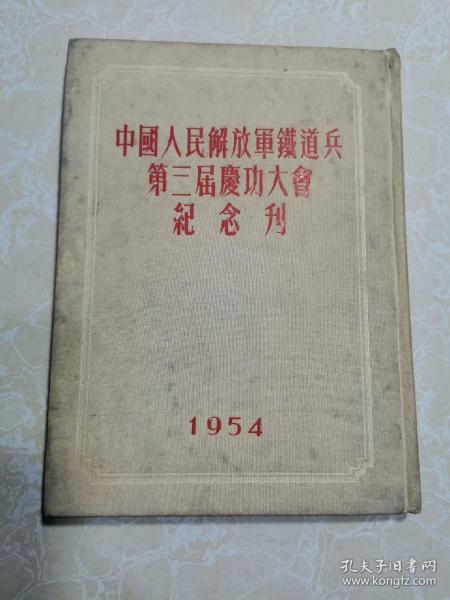 中國人民解放軍鐵道兵
第三屆慶功大會
紀念刊
1954
孔夫子旧书网
www.kongfz.com